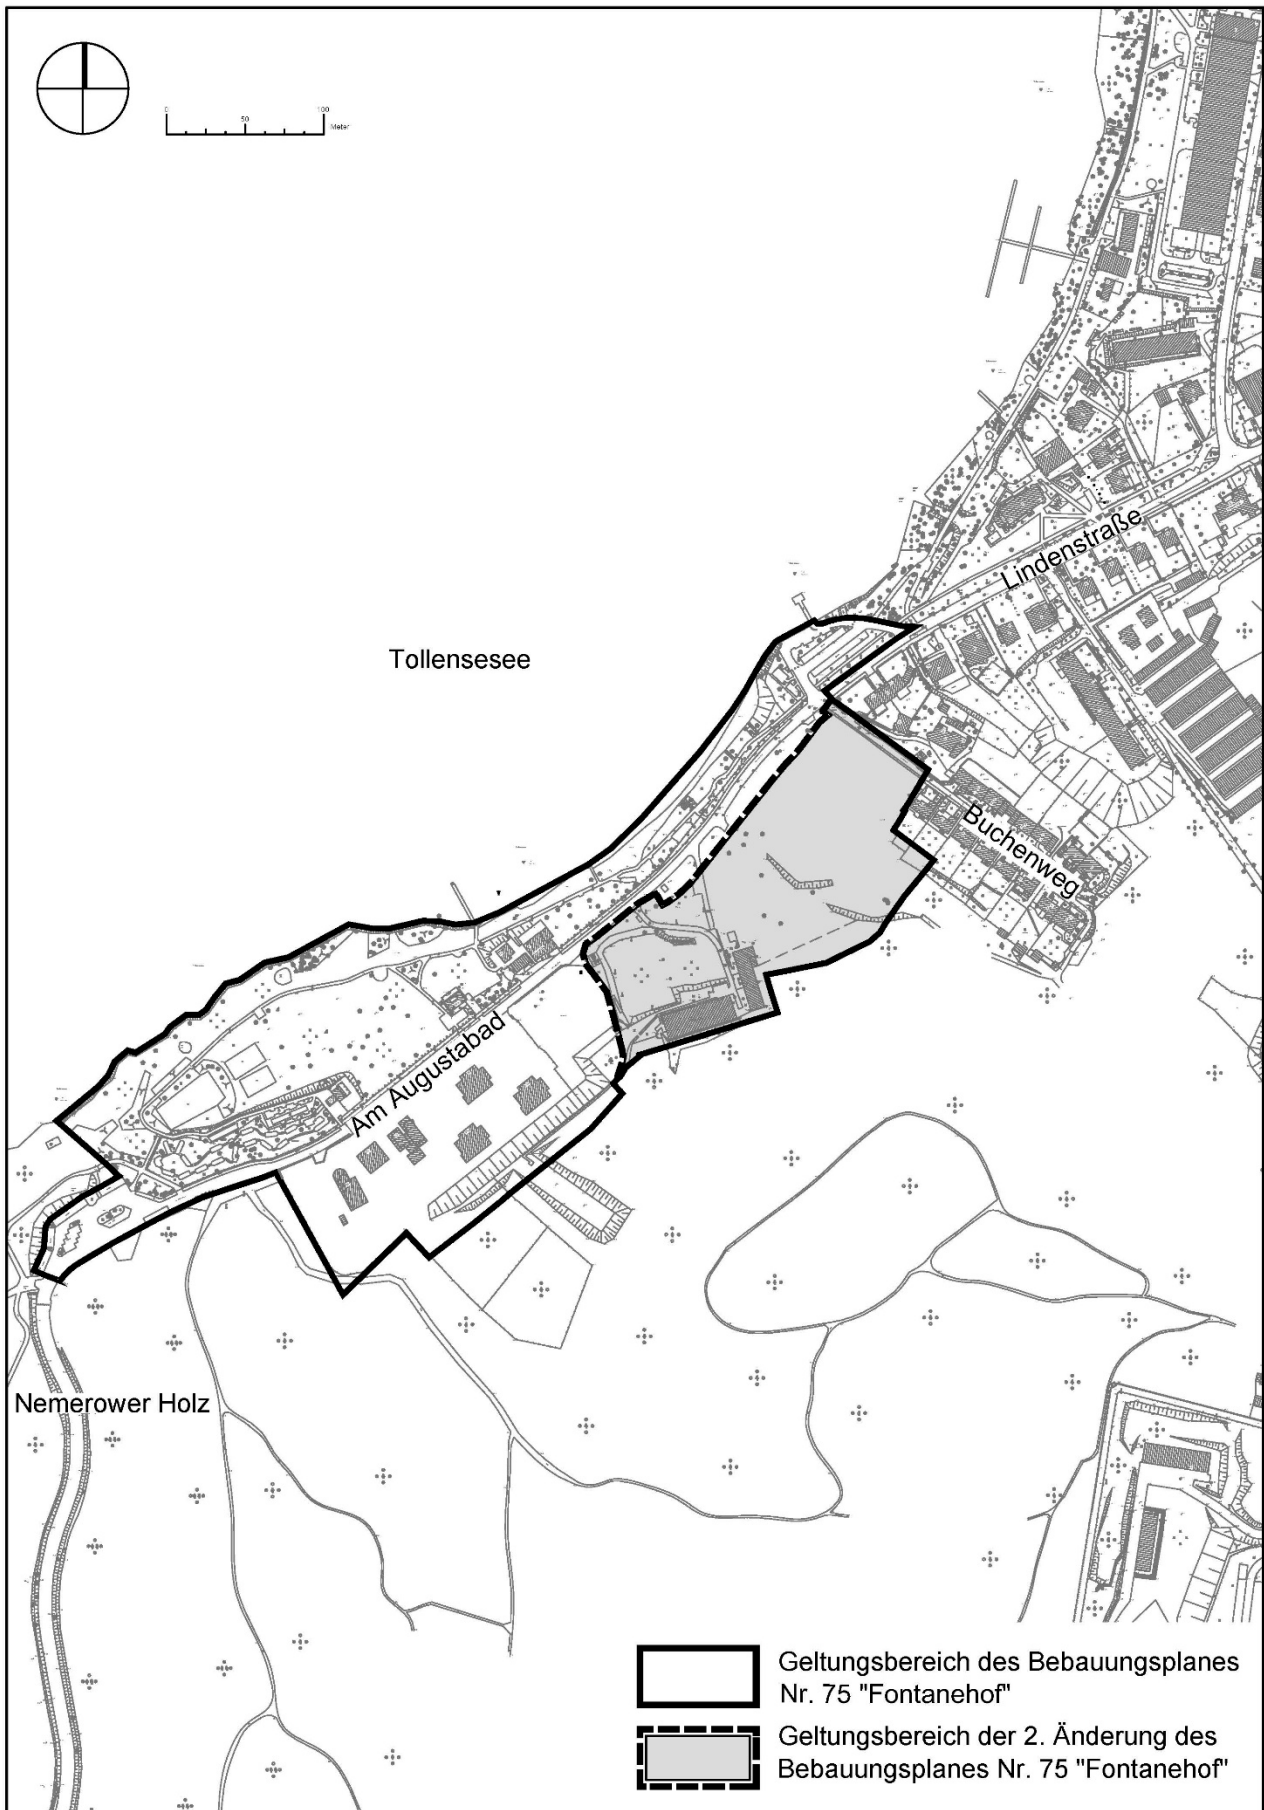 0
50
100
Meter
Lindenstraße
Tollensesee
Buchenweg
Am Augustabad
Nemerower Holz
Geltungsbereich des Bebauungsplanes
Nr. 75 "Fontanehof"
Geltungsbereich der 2. Änderung des
Bebauungsplanes Nr. 75 "Fontanehof"